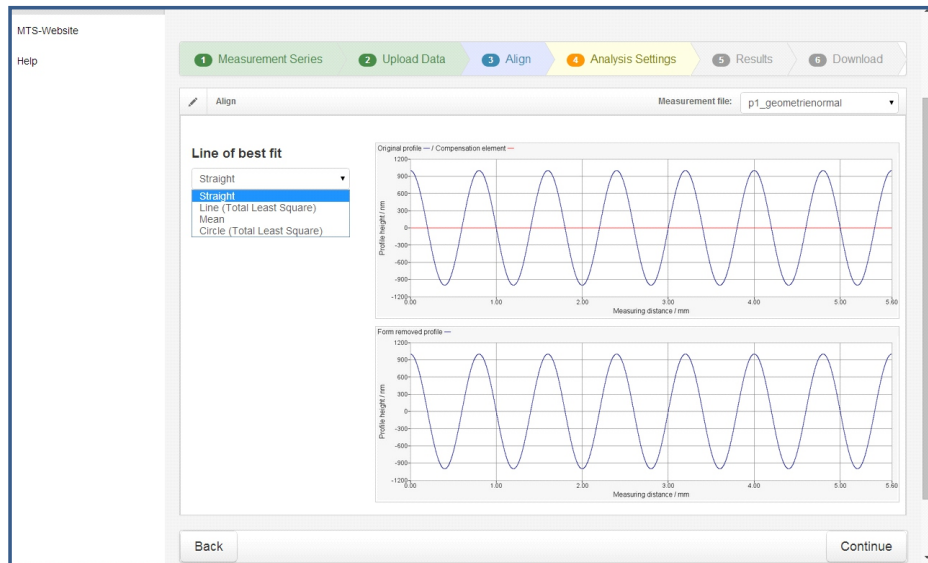 MTS-Website
Help
1 Measurement Series 2 Upload Data 3 Align 4 Analysis Settings 5 Results 6 Download
Align Measurement file: p1_geometrienormal
Line of best fit
Straight
Straight
Line (Total Least Square)
Mean
Circle (Total Least Square)
Original profile — / Compensation element —
Profile height / nm
1200
900
600
300
0
-300
-600
-900
-1200
0.00 1.00 2.00 3.00 4.00 5.00 5.60
Measuring distance / mm
Form removed profile —
Profile height / nm
1200
900
600
300
0
-300
-600
-900
-1200
0.00 1.00 2.00 3.00 4.00 5.00 5.60
Measuring distance / mm
Back Continue